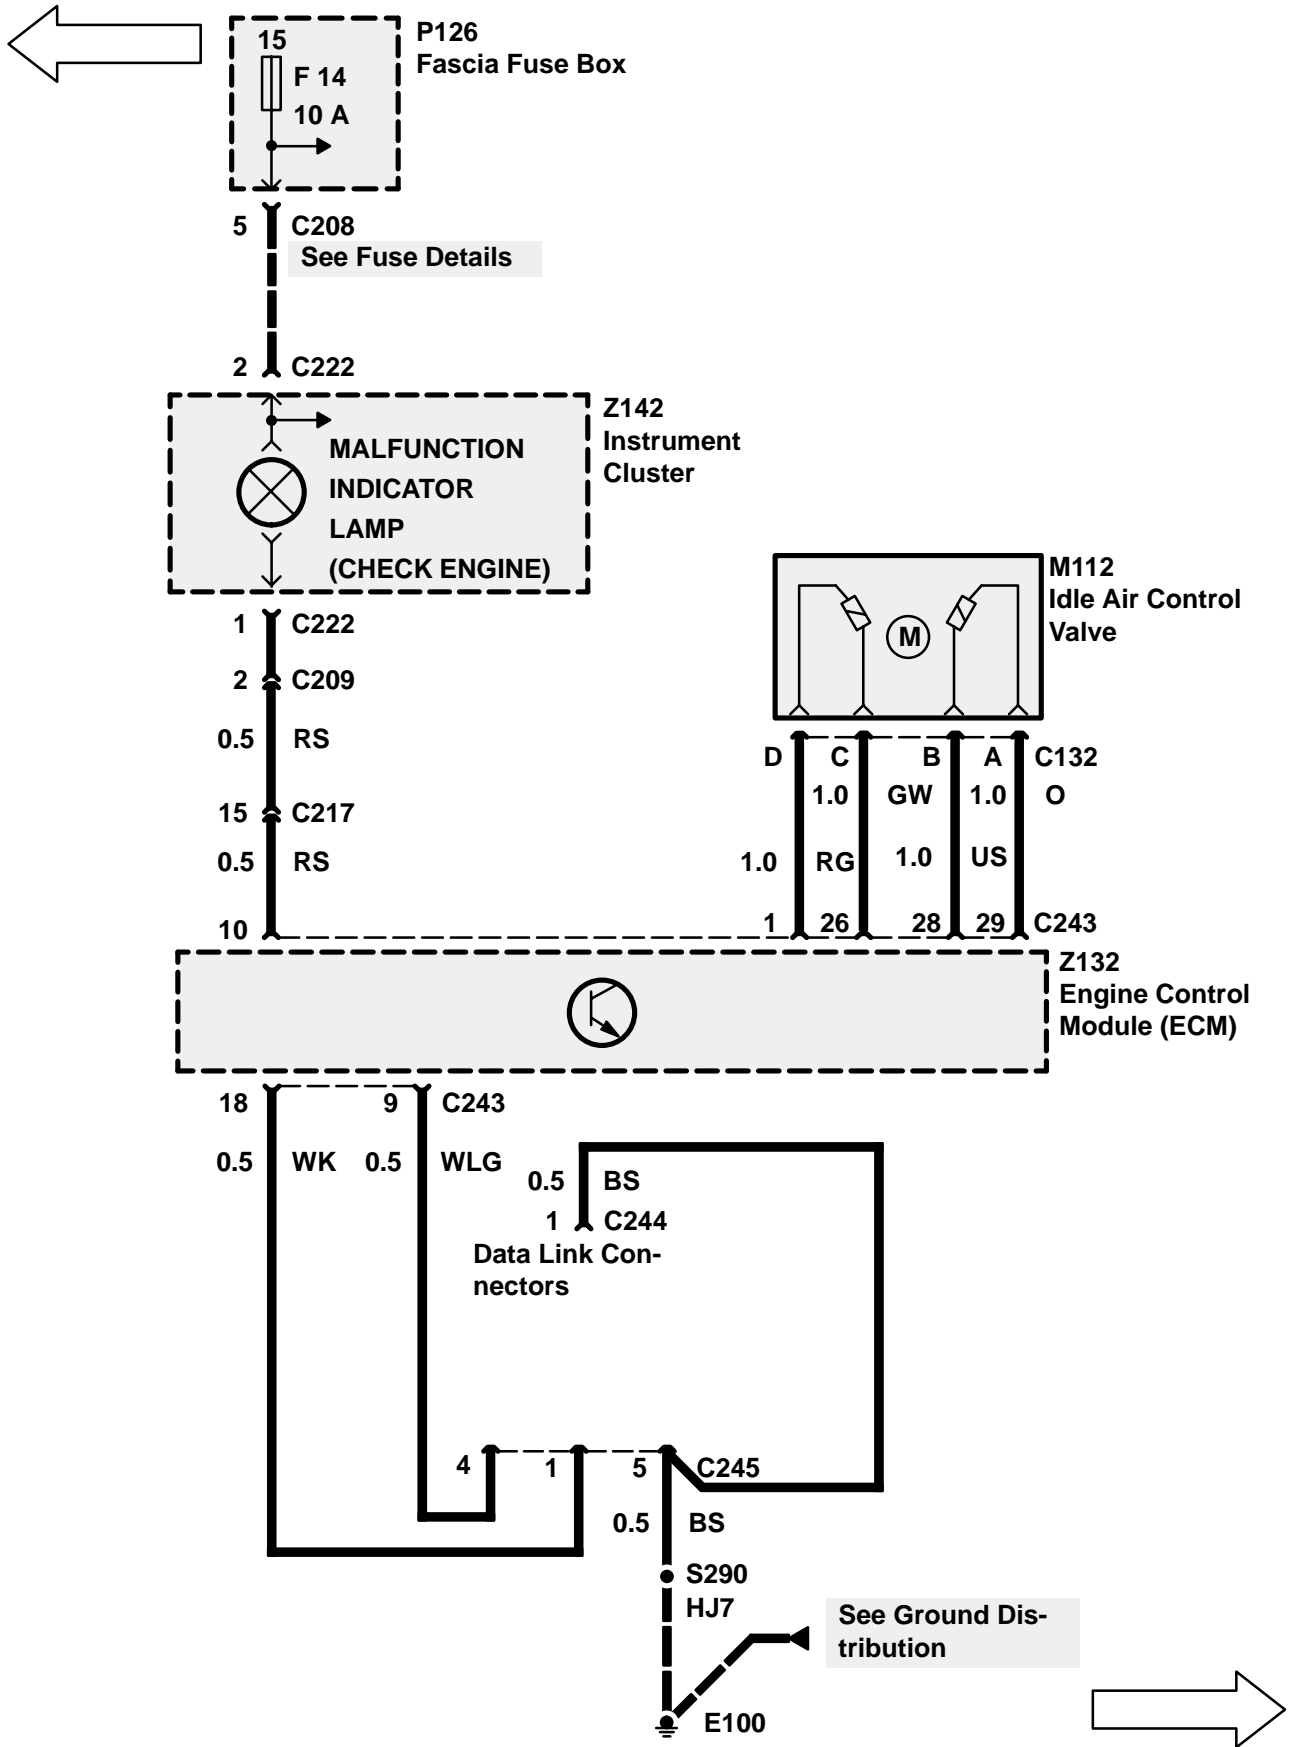 15
P126
Fascia Fuse Box
F 14
10 A
5 C208
See Fuse Details
2 C222
Z142
Instrument
Cluster
MALFUNCTION
INDICATOR
LAMP
(CHECK ENGINE)
M112
Idle Air Control
Valve
M
1 C222
2 C209
0.5 RS
D C B A C132
1.0 GW 1.0 O
15 C217
0.5 RS
1.0 RG 1.0 US
10
1 26 28 29 C243
Z132
Engine Control
Module (ECM)
18 9 C243
0.5 WK 0.5 WLG
0.5 BS
1 C244
Data Link Con-
nectors
4 1 5 C245
0.5 BS
S290
HJ7
See Ground Dis-
tribution
E100